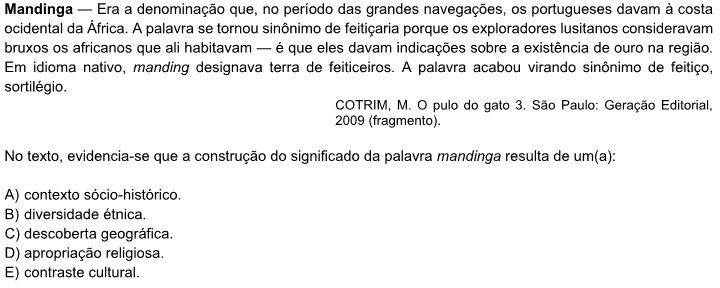 Mandinga — Era a denominação que, no período das grandes navegações, os portugueses davam à costa
ocidental da África. A palavra se tornou sinônimo de feitiçaria porque os exploradores lusitanos consideravam
bruxos os africanos que ali habitavam — é que eles davam indicações sobre a existência de ouro na região.
Em idioma nativo, manding designava terra de feiticeiros. A palavra acabou virando sinônimo de feitiço,
sortilégio.
COTRIM, M. O pulo do gato 3. São Paulo: Geração Editorial,
2009 (fragmento).
No texto, evidencia-se que a construção do significado da palavra mandinga resulta de um(a):
A) contexto sócio-histórico.
B) diversidade étnica.
C) descoberta geográfica.
D) apropriação religiosa.
E) contraste cultural.